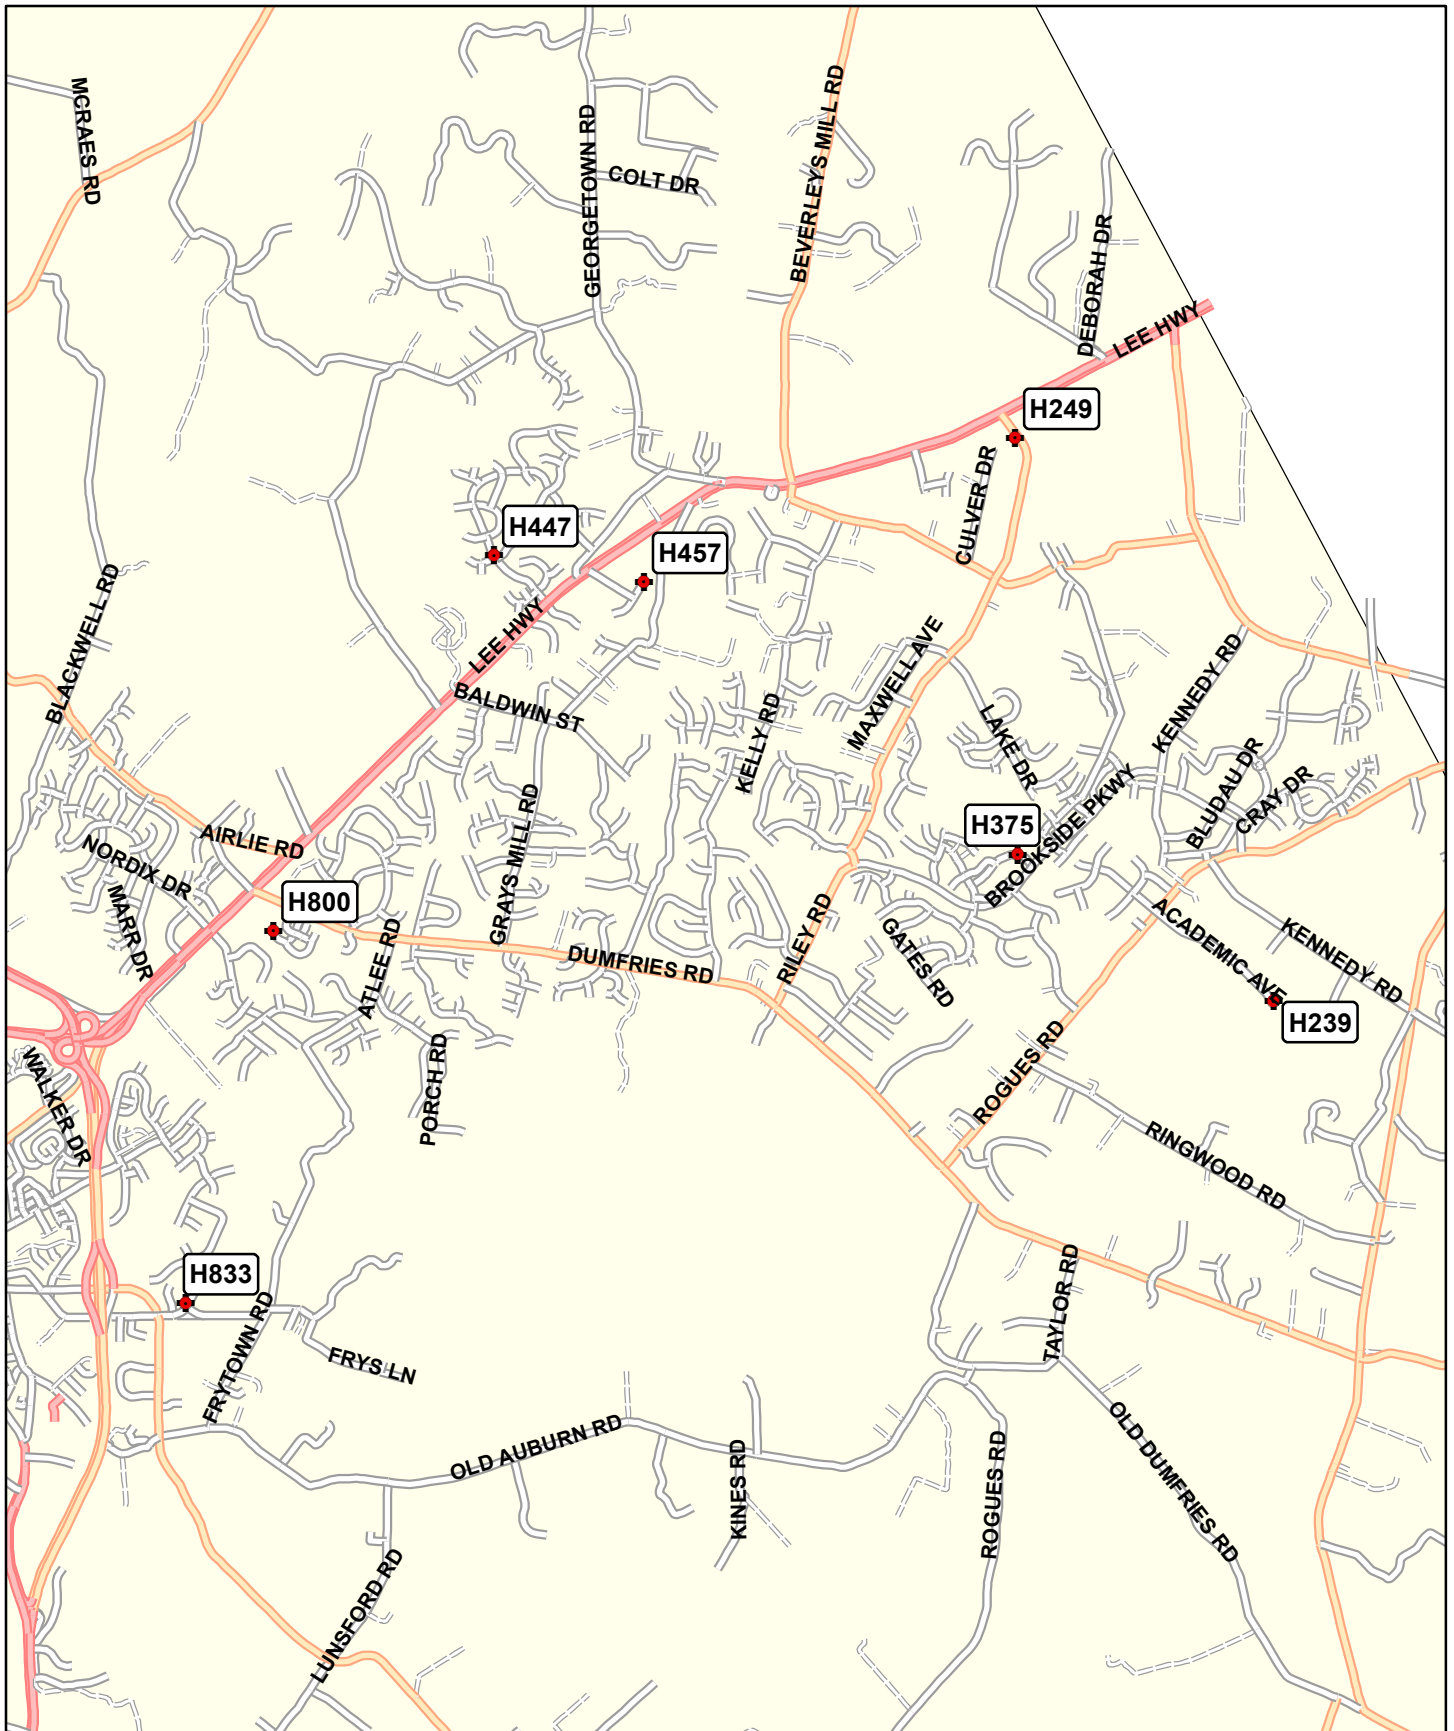 MCRAES RD
GEORGETOWN RD
COLT DR
BEVERLEYS MILL RD
DEBORAH DR
LEE HWY
H249
CULVER DR
H447
H457
BLACKWELL RD
LEE HWY
BALDWIN ST
MAXWELL AVE
KENNEDY RD
KELLY RD
LAKE DR
BLUDAU DR
CRAY DR
AIRLIE RD
NORDIX DR
GRAYS MILL RD
H375
BROOKSIDE PKWY
MARR DR
H800
ATLEE RD
DUMFRIES RD
RILEY RD
GATES RD
ACADEMIC AVE
KENNEDY RD
H239
WALKER DR
PORCH RD
ROGUES RD
RINGWOOD RD
H833
FRYTOWN RD
FRYS LN
TAYLOR RD
OLD AUBURN RD
KINES RD
ROGUES RD
OLD DUMFRIES RD
LUNSFORD RD